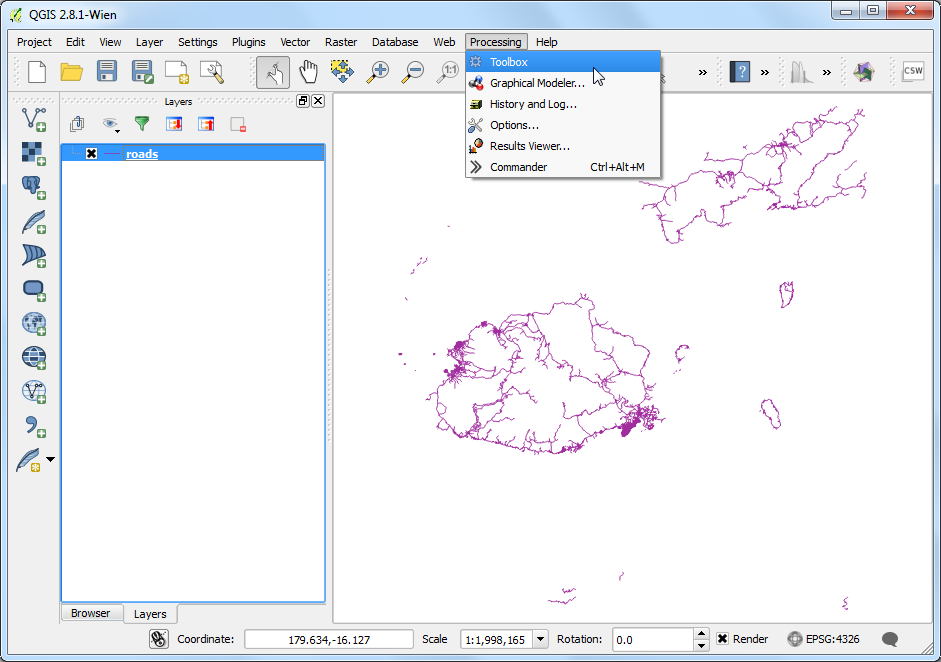 QGIS 2.8.1-Wien
Project Edit View Layer Settings Plugins Vector Raster Database Web Processing Help
1:1
?
CSW
Toolbox
Graphical Modeler...
History and Log...
Options...
Results Viewer...
Commander Ctrl+Alt+M
Layers
roads
Browser Layers
Coordinate: 179.634,-16.127 Scale 1:1,998,165 Rotation: 0.0 Render EPSG:4326